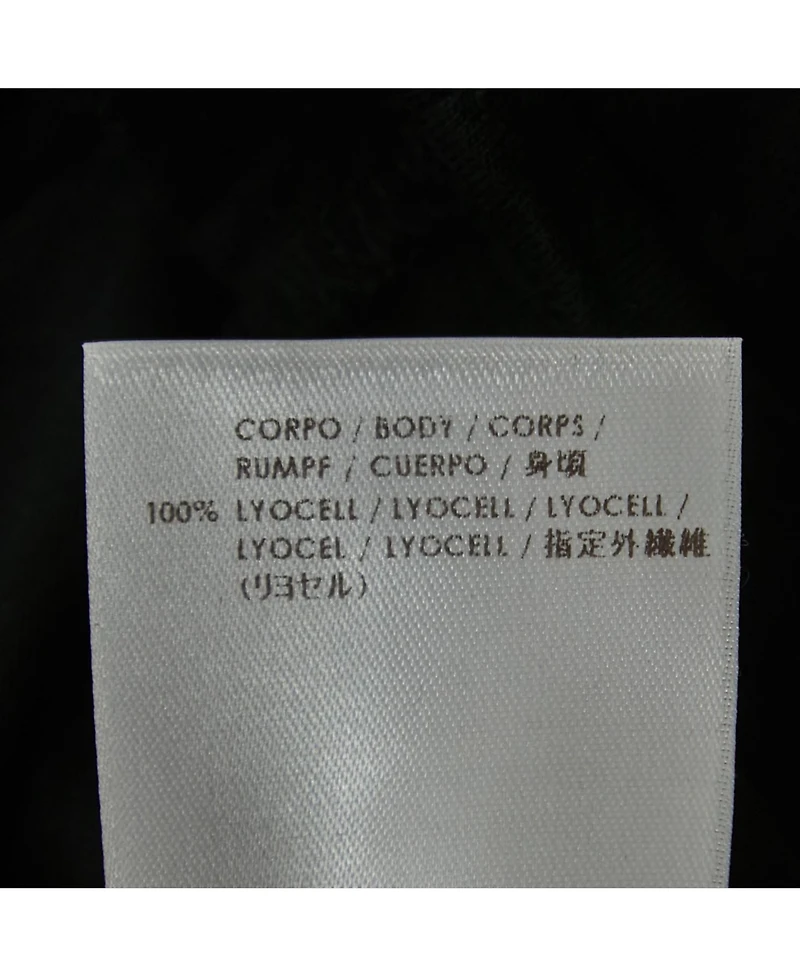 CORPO / BODY / CORPS /
RUMPF / CUERPO / 身頃
100% LYOCELL / LYOCELL / LYOCELL /
LYOCEL / LYOCELL / 指定外繊維
(リヨセル)